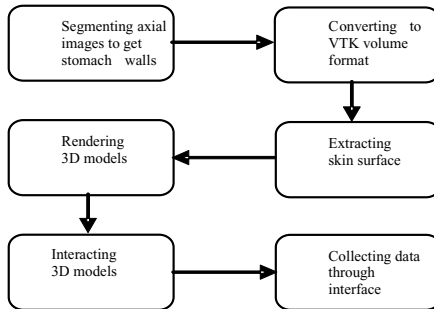 Segmenting axial
images to get
stomach walls
Converting to
VTK volume
format
Extracting
skin surface
Rendering
3D models
Interacting
3D models
Collecting data
through
interface